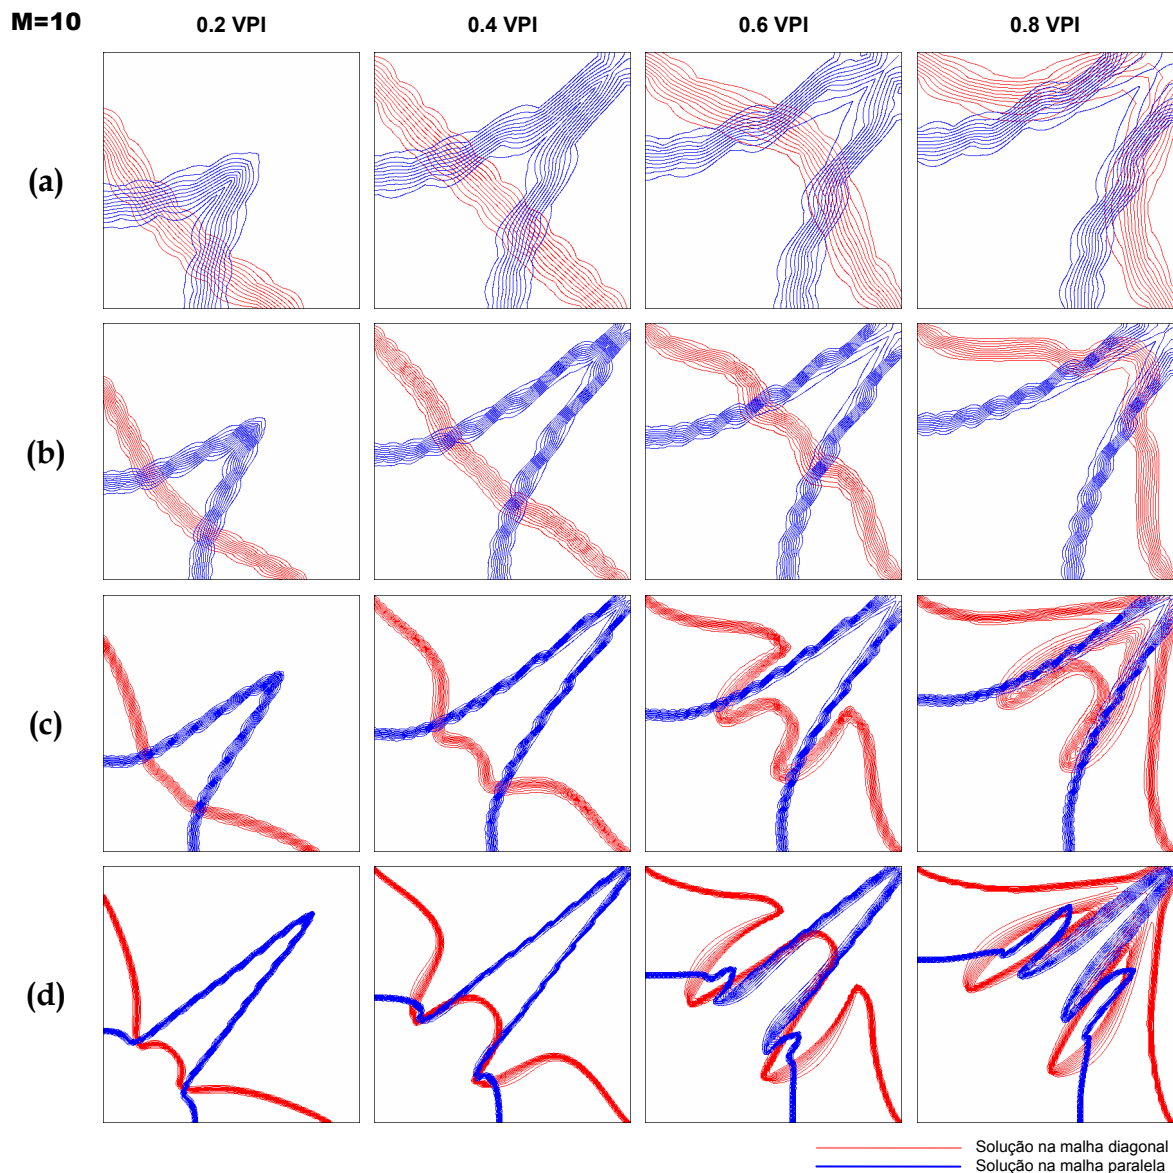 M=10
0.2 VPI
0.4 VPI
0.6 VPI
0.8 VPI
(a)
(b)
(c)
(d)
Solução na malha diagonal
Solução na malha paralela